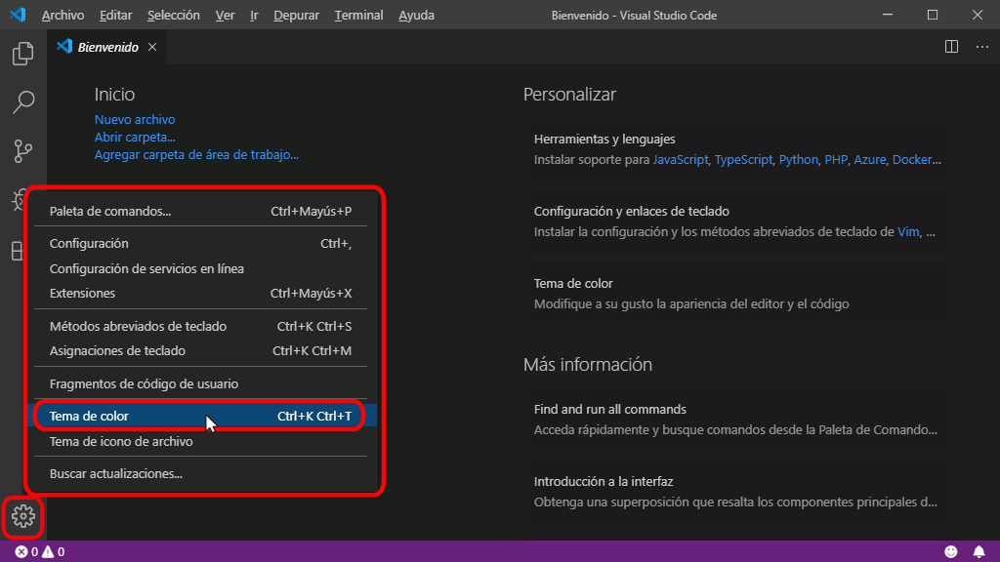 Archivo Editar Selección Ver Ir Depurar Terminal Ayuda Bienvenido - Visual Studio Code
Bienvenido
Inicio
Nuevo archivo
Abrir carpeta...
Agregar carpeta de área de trabajo...
Paleta de comandos... Ctrl+Mayús+P
Configuración Ctrl+,
Configuración de servicios en línea
Extensiones Ctrl+Mayús+X
Métodos abreviados de teclado Ctrl+K Ctrl+S
Asignaciones de teclado Ctrl+K Ctrl+M
Fragmentos de código de usuario
Tema de color Ctrl+K Ctrl+T
Tema de icono de archivo
Buscar actualizaciones...
Personalizar
Herramientas y lenguajes
Instalar soporte para JavaScript, TypeScript, Python, PHP, Azure, Docker...
Configuración y enlaces de teclado
Instalar la configuración y los métodos abreviados de teclado de Vim, ...
Tema de color
Modifique a su gusto la apariencia del editor y el código
Más información
Find and run all commands
Acceda rápidamente y busque comandos desde la Paleta de Comando...
Introducción a la interfaz
Obtenga una superposición que resalta los componentes principales d...
0 0